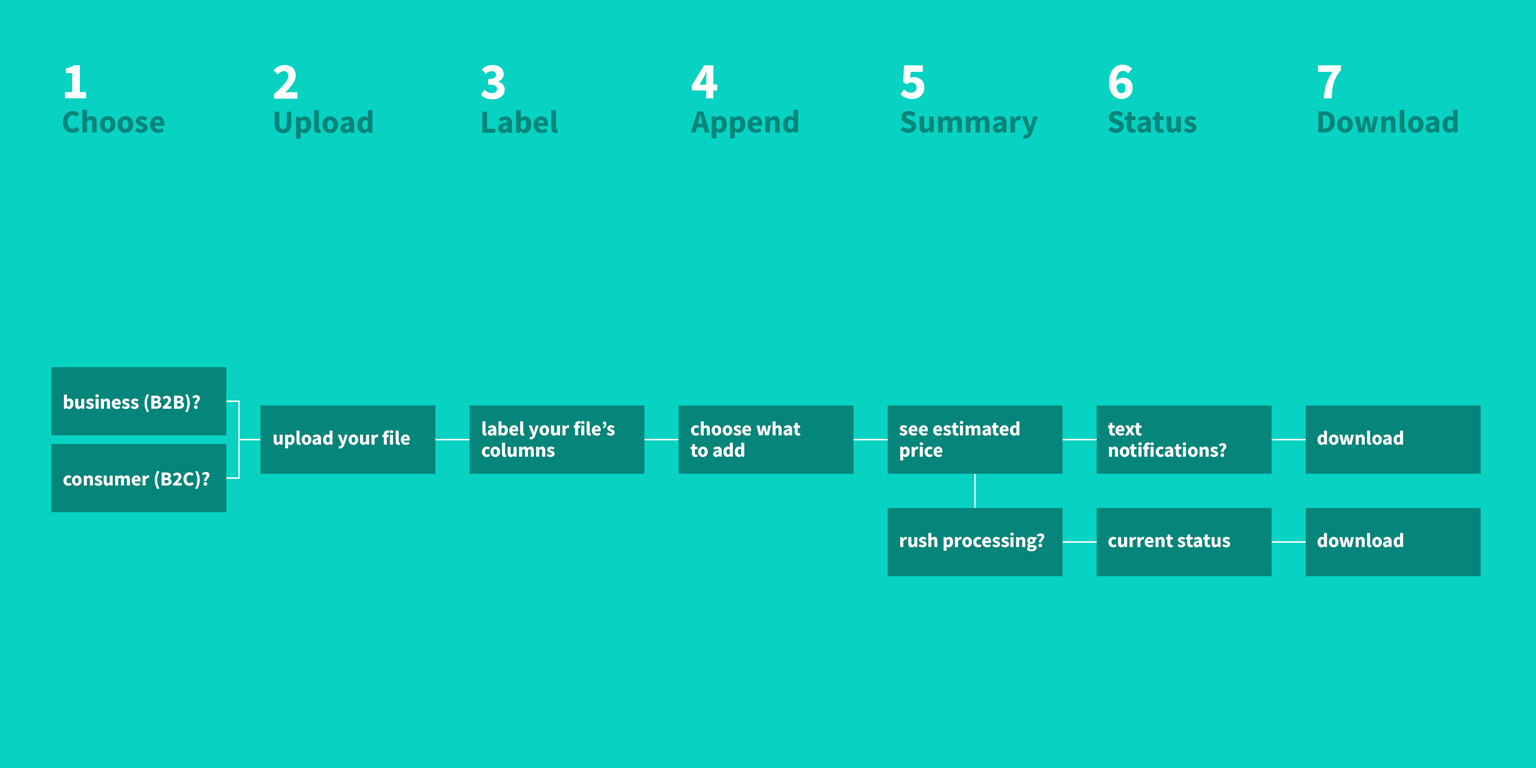 1
Choose
2
Upload
3
Label
4
Append
5
Summary
6
Status
7
Download
business (B2B)?
consumer (B2C)?
upload your file
label your file’s
columns
choose what
to add
see estimated
price
text
notifications?
download
rush processing?
current status
download